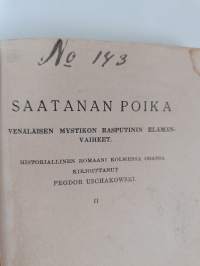 No 143
SAATANAN POIKA
VENÄLÄISEN MYSTIKON RASPUTININ ELÄMÄN-
VAIHEET.
HISTORIALLINEN ROMAANI KOLMESSA OSASSA
KIRJOITTANUT
FEODOR USCHAKOWSKI.
II